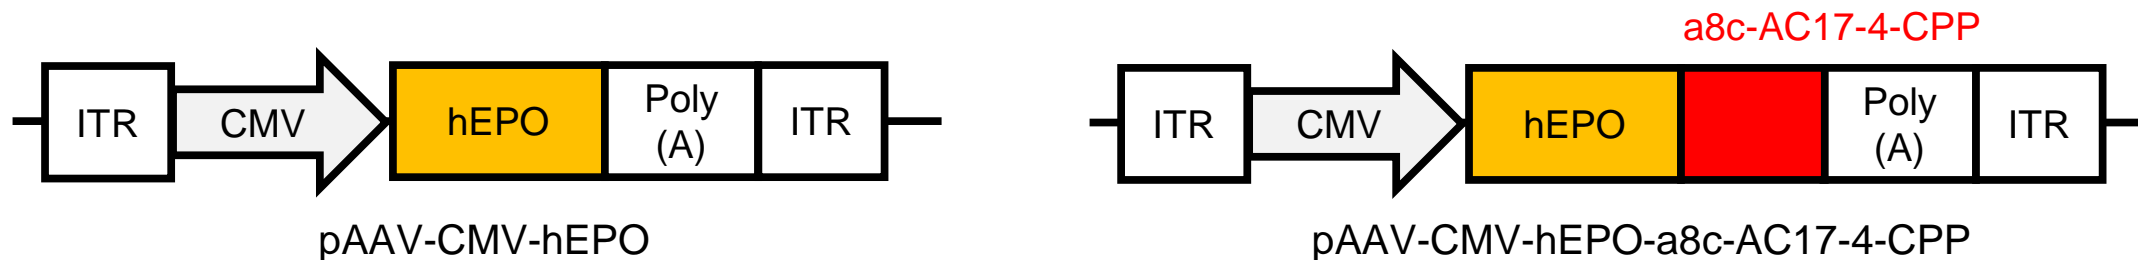 a8c-AC17-4-CPP
ITR
CMV
hEPO
Poly
(A)
ITR
ITR
CMV
hEPO
Poly
(A)
ITR
pAAV-CMV-hEPO
pAAV-CMV-hEPO-a8c-AC17-4-CPP